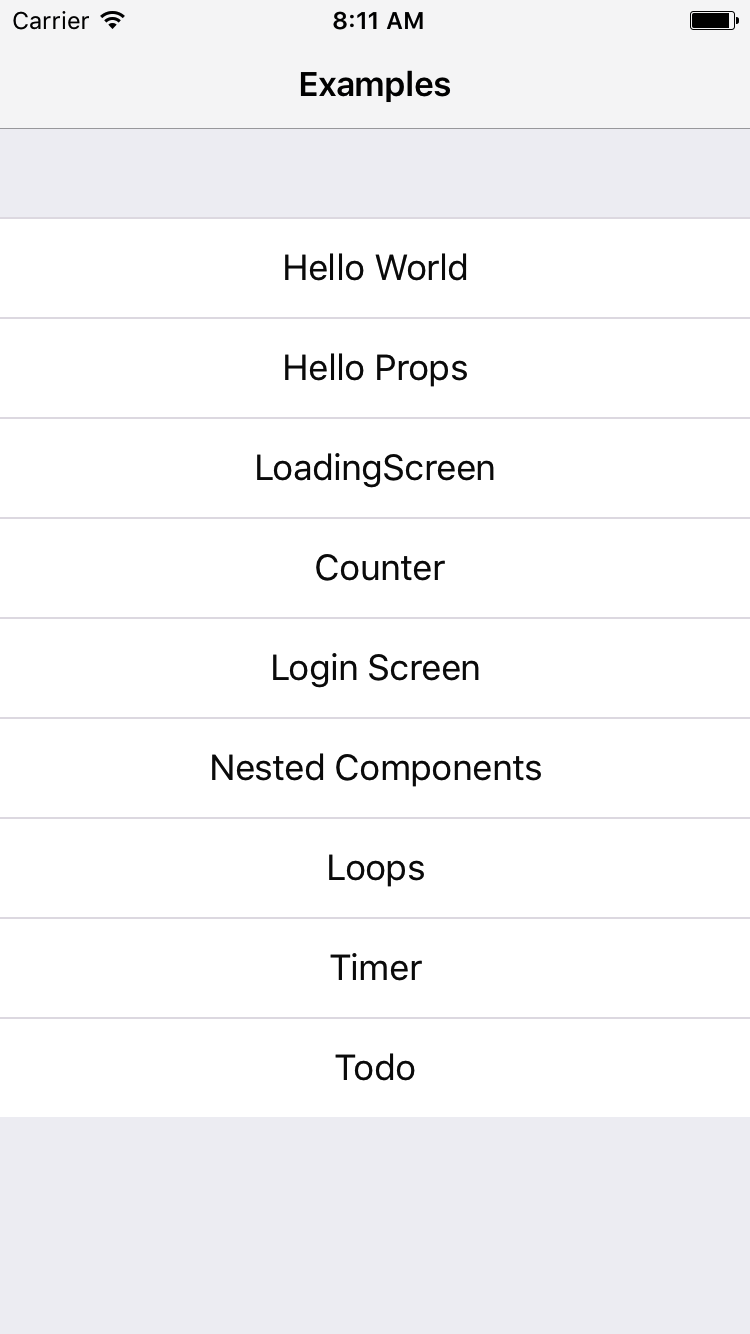 Carrier 8:11 AM
Examples
Hello World
Hello Props
LoadingScreen
Counter
Login Screen
Nested Components
Loops
Timer
Todo